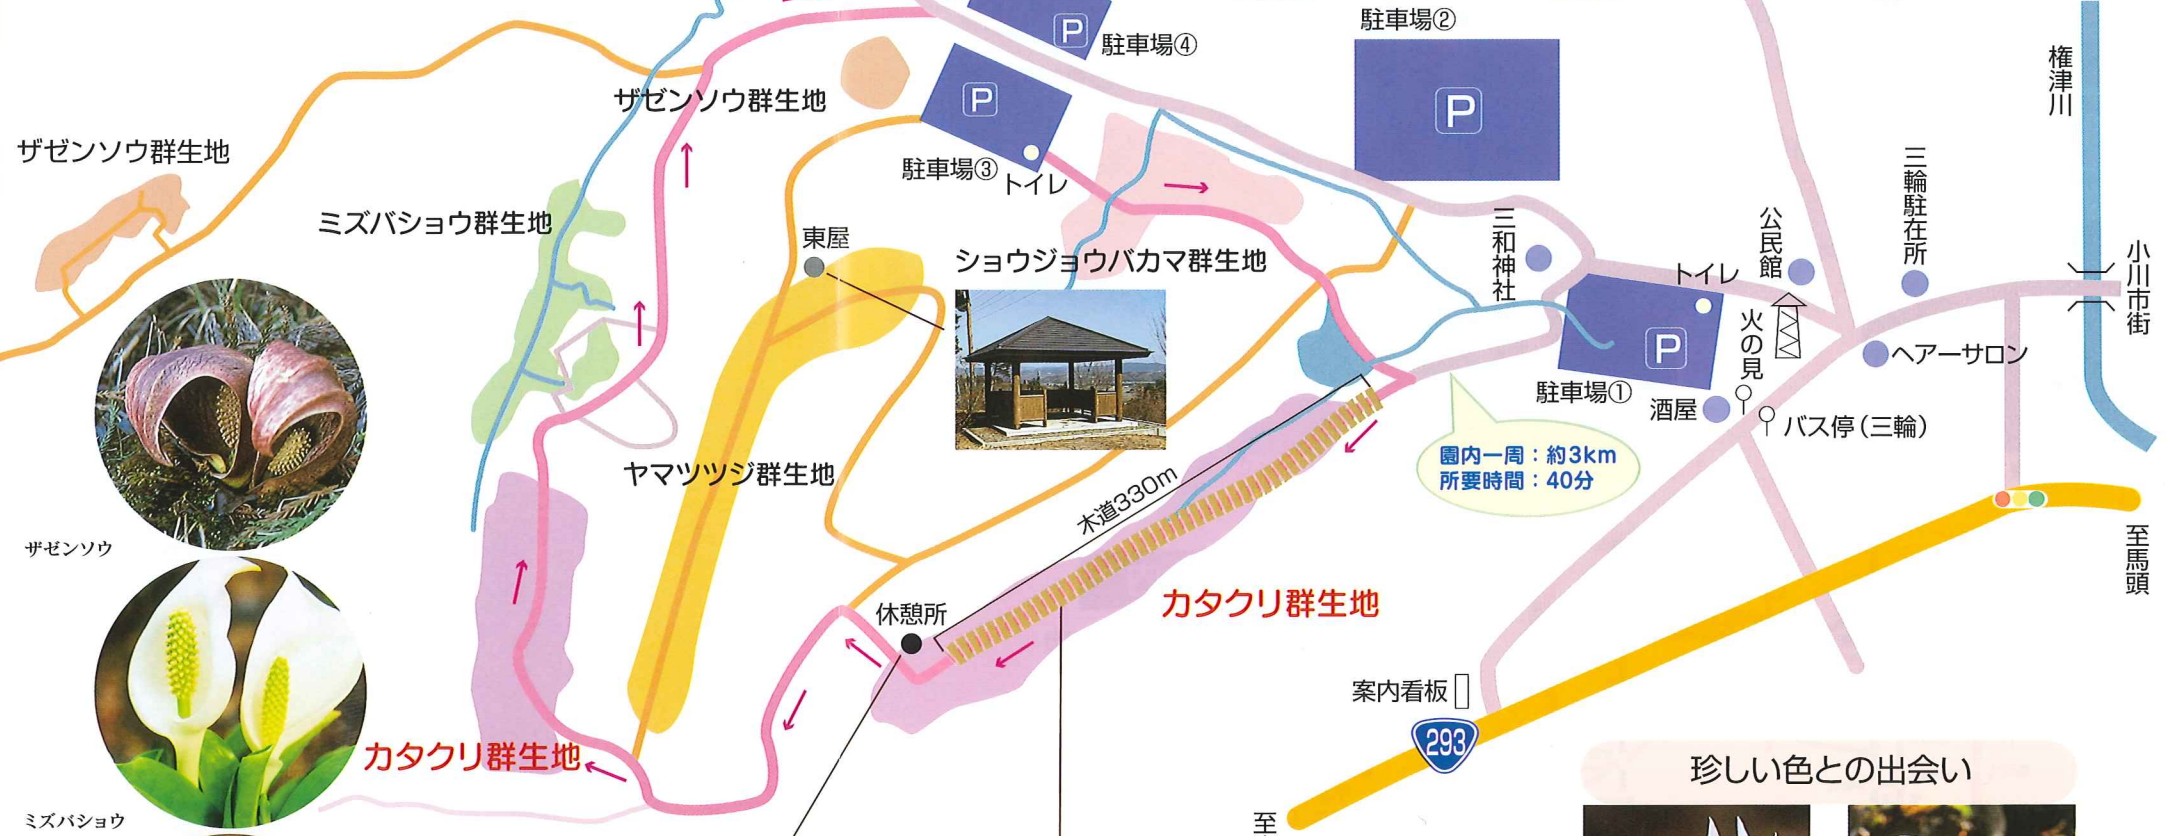 駐車場④
駐車場②
P
P
P
ザゼンソウ群生地
ザゼンソウ群生地
駐車場③
トイレ
ミズバショウ群生地
東屋
ショウジョウバカマ群生地
三和神社
トイレ
公民館
三輪駐在所
権津川
小川市街
P
火の見
ヘアーサロン
駐車場①
酒屋
バス停(三輪)
園内一周:約3km
所要時間:40分
ヤマツツジ群生地
木道330m
ザゼンソウ
カタクリ群生地
休憩所
至馬頭
案内看板
293
カタクリ群生地
珍しい色との出会い
ミズバショウ
至